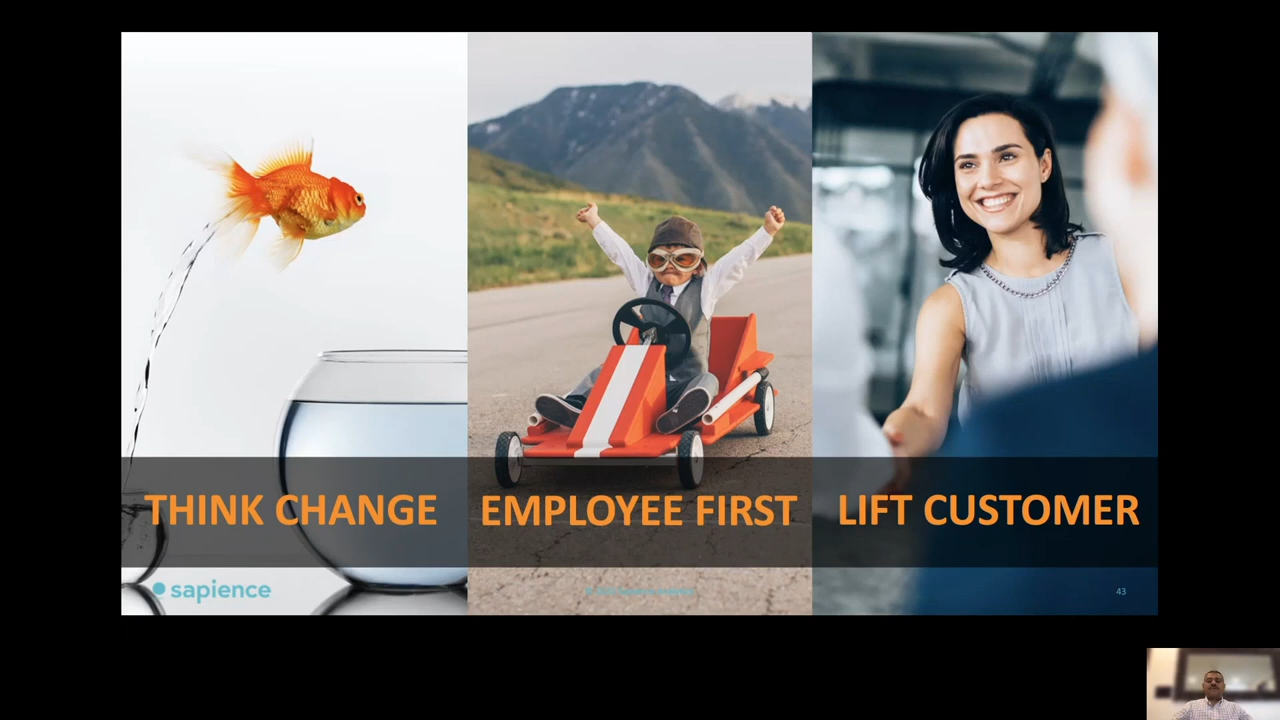 THINK CHANGE
EMPLOYEE FIRST
LIFT CUSTOMER
sapience
43